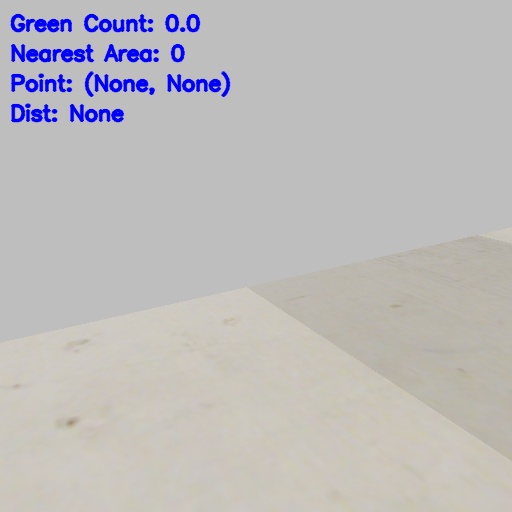 Green Count: 0.0
Nearest Area: 0
Point: (None, None)
Dist: None